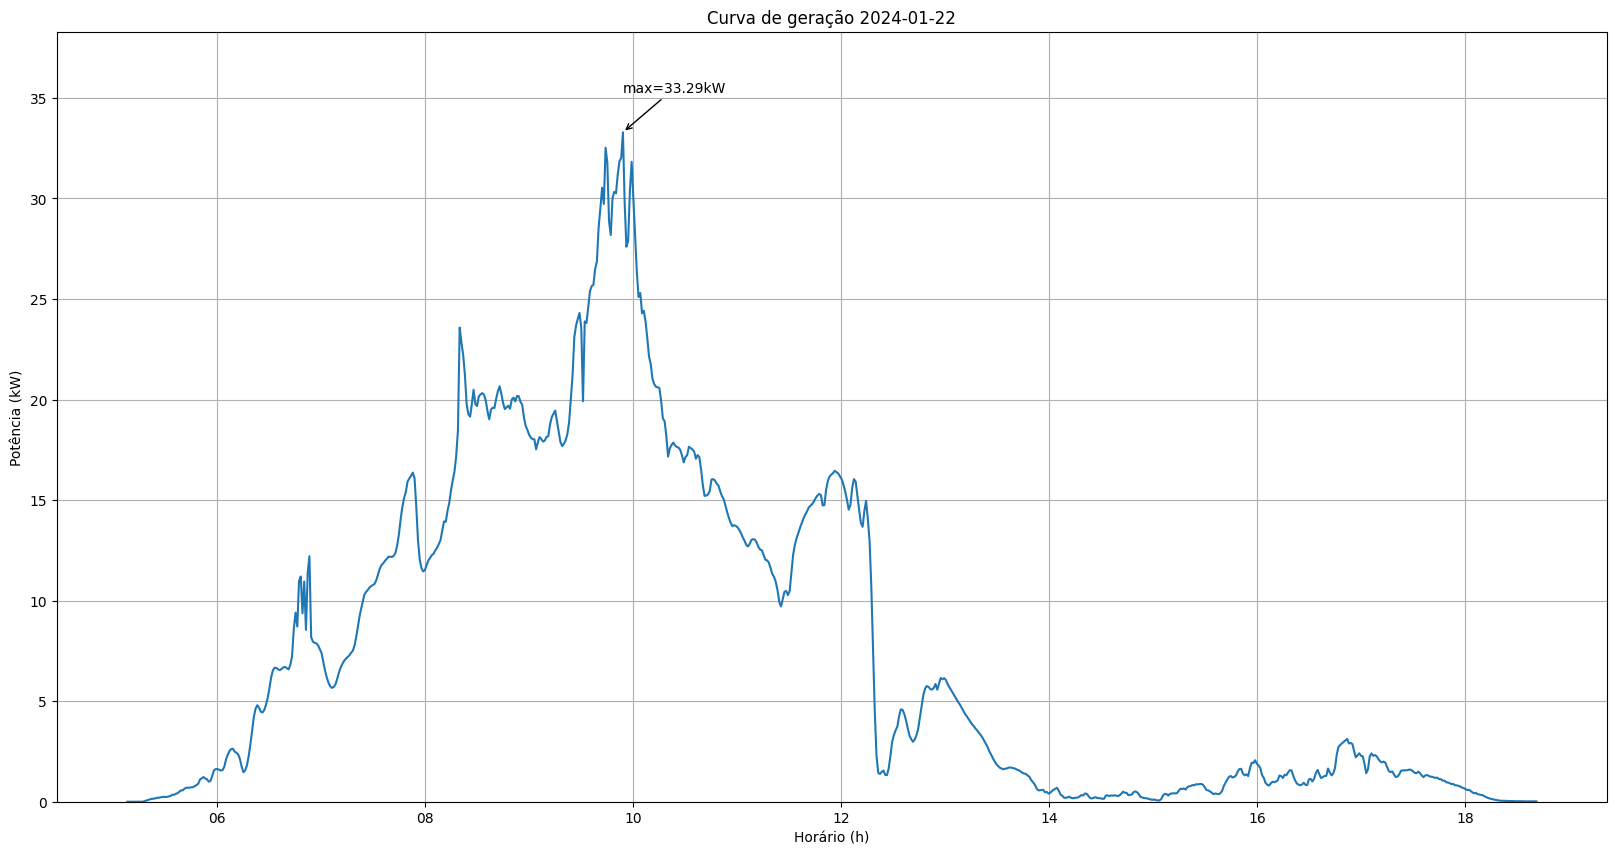 Curva de geração 2024-01-22
max=33.29kW
35
30
25
20
15
10
5
0
Potência (kW)
06 08 10 12 14 16 18
Horário (h)